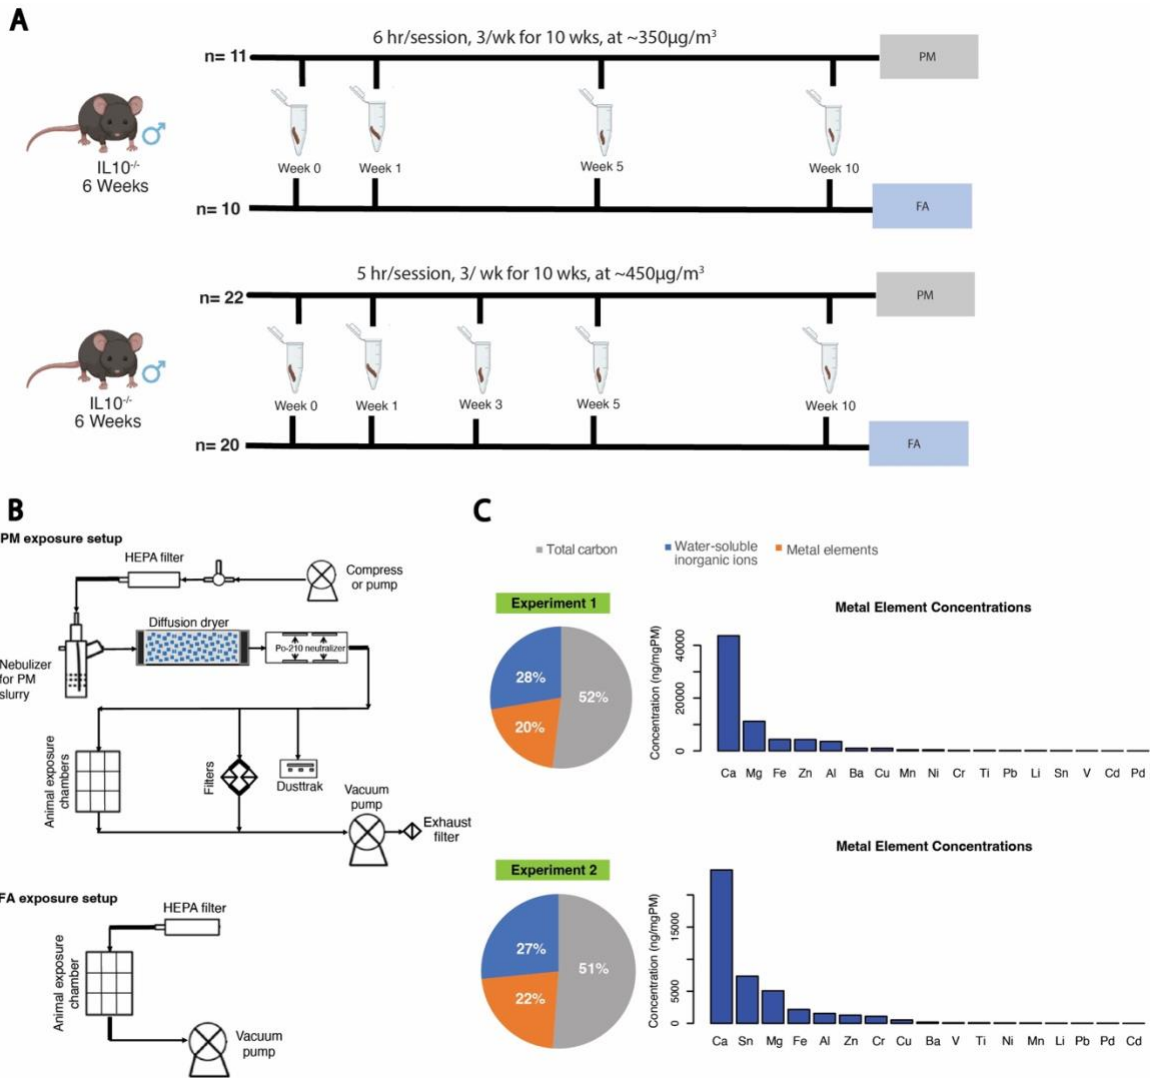 A
6 hr/session, 3/wk for 10 wks, at ~350µg/m³
n= 11
PM
IL10-/-
6 Weeks
Week 0
Week 1
Week 5
Week 10
n= 10
FA
5 hr/session, 3/ wk for 10 wks, at ~450µg/m³
n= 22
PM
IL10-/-
6 Weeks
Week 0
Week 1
Week 3
Week 5
Week 10
n= 20
FA
B
PM exposure setup
HEPA filter
Compress
or pump
Diffusion dryer
Po-210 neutralizer
Nebulizer
for PM
slurry
Animal exposure
chambers
Filters
Dusttrak
Vacuum
pump
Exhaust
filter
FA exposure setup
HEPA filter
Animal exposure
chamber
Vacuum
pump
C
Total carbon
Water-soluble
inorganic ions
Metal elements
Experiment 1
28%
52%
20%
Metal Element Concentrations
Concentration (ng/mgPM)
40000
20000
0
Ca Mg Fe Zn Al Ba Cu Mn Ni Cr Ti Pb Li Sn V Cd Pd
Experiment 2
27%
51%
22%
Metal Element Concentrations
Concentration (ng/mgPM)
15000
5000
0
Ca Sn Mg Fe Al Zn Cr Cu Ba V Ti Ni Mn Li Pb Pd Cd